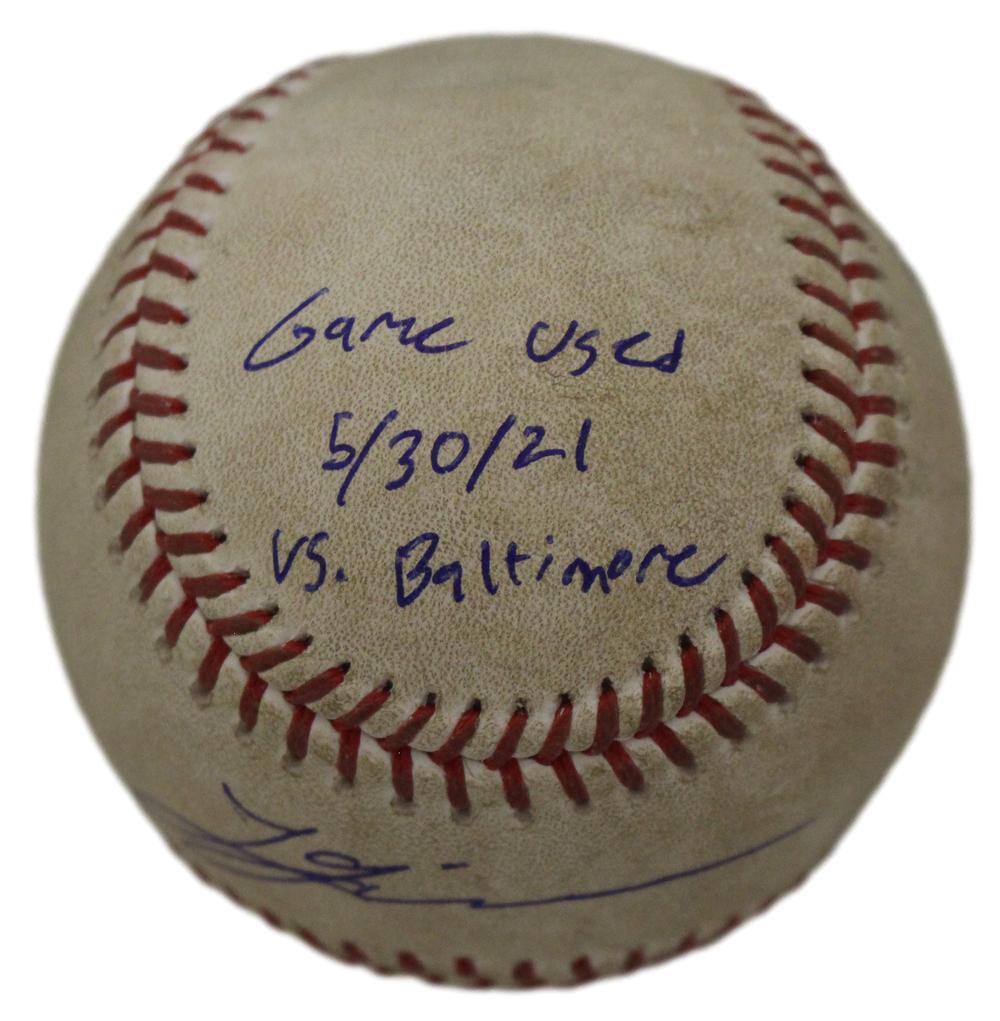 Game Used
5/30/21
vs. Baltimore